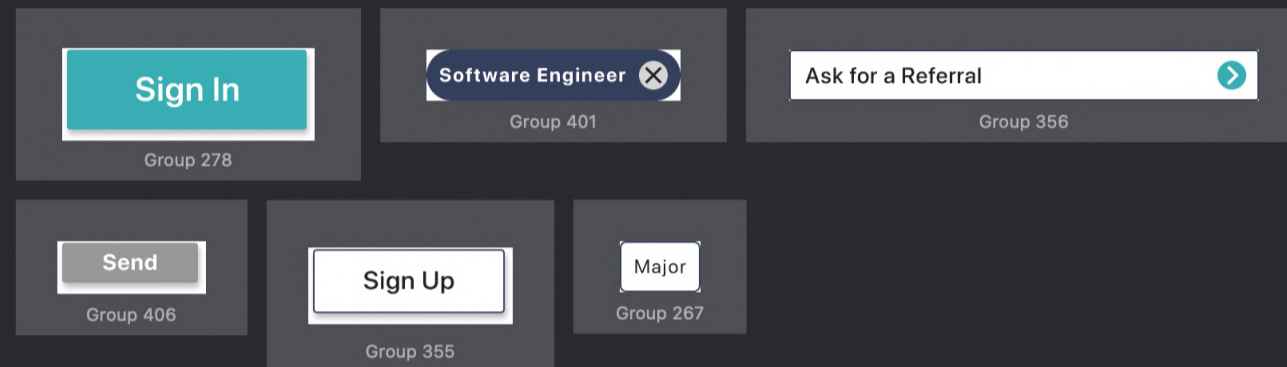 Sign In
Group 278
Software Engineer
Group 401
Ask for a Referral
Group 356
Send
Group 406
Sign Up
Group 355
Major
Group 267